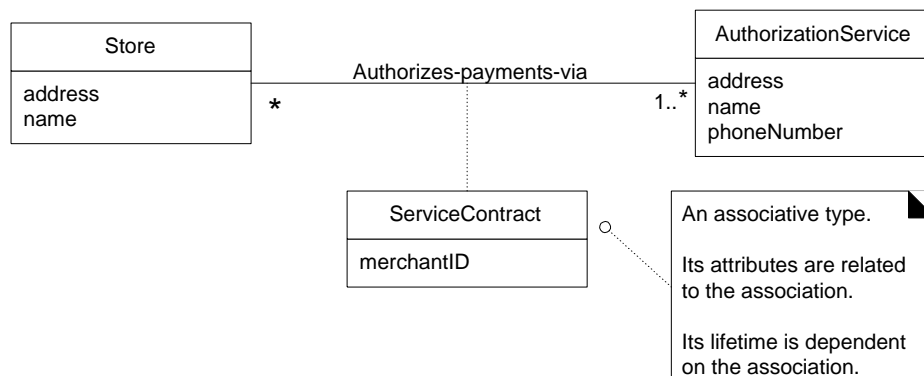 Store
address
name
Authorizes-payments-via
*
1..*
AuthorizationService
address
name
phoneNumber
ServiceContract
merchantID
An associative type.
Its attributes are related
to the association.
Its lifetime is dependent
on the association.